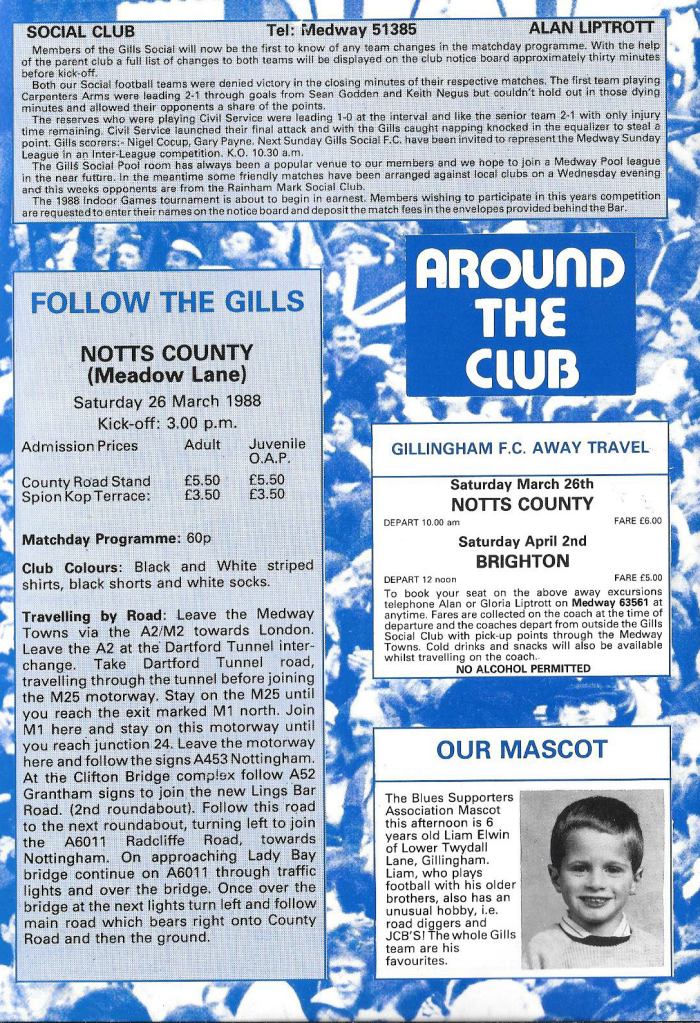 SOCIAL CLUB Tel: Medway 51385 ALAN LIPTROTT
Members of the Gills Social will now be the first to know of any team changes in the matchday programme. With the help
of the parent club a full list of changes to both teams will be displayed on the club notice board approximately thirty minutes
before kick-off.
Both our Social football teams were denied victory in the closing minutes of their respective matches. The first team playing
Carpenters Arms were leading 2-1 through goals from Sean Godden and Keith Negus but couldn't hold out in those dying
minutes and allowed their opponents a share of the points.
The reserves who were playing Civil Service were leading 1-0 at the interval and like the senior team 2-1 with only injury
time remaining. Civil Service launched their final attack and with the Gills caught napping knocked in the equalizer to steal a
point. Gills scorers:- Nigel Cocup, Gary Payne. Next Sunday Gills Social F.C. have been invited to represent the Medway Sunday
League in an Inter-League competition. K.O. 10.30 a.m.
The Gills Social Pool room has always been a popular venue to our members and we hope to join a Medway Pool league
in the near future. In the meantime some friendly matches have been arranged against local clubs on a Wednesday evening
and this weeks opponents are from the Rainham Mark Social Club.
The 1988 Indoor Games tournament is about to begin in earnest. Members wishing to participate in this years competition
are requested to enter their names on the notice board and deposit the match fees in the envelopes provided behind the Bar.
FOLLOW THE GILLS
NOTTS COUNTY
(Meadow Lane)
Saturday 26 March 1988
Kick-off: 3.00 p.m.
Admission Prices Adult Juvenile
O.A.P.
County Road Stand £5.50 £5.50
Spion Kop Terrace: £3.50 £3.50
Matchday Programme: 60p
Club Colours: Black and White striped
shirts, black shorts and white socks.
Travelling by Road: Leave the Medway
Towns via the A2/M2 towards London.
Leave the A2 at the Dartford Tunnel inter-
change. Take Dartford Tunnel road,
travelling through the tunnel before joining
the M25 motorway. Stay on the M25 until
you reach the exit marked M1 north. Join
M1 here and stay on this motorway until
you reach junction 24. Leave the motorway
here and follow the signs A453 Nottingham.
At the Clifton Bridge complex follow A52
Grantham signs to join the new Lings Bar
Road. (2nd roundabout). Follow this road
to the next roundabout, turning left to join
the A6011 Radcliffe Road, towards
Nottingham. On approaching Lady Bay
bridge continue on A6011 through traffic
lights and over the bridge. Once over the
bridge at the next lights turn left and follow
main road which bears right onto County
Road and then the ground.
AROUND
THE
CLUB
GILLINGHAM F.C. AWAY TRAVEL
Saturday March 26th
NOTTS COUNTY
DEPART 10.00 am FARE £6.00
Saturday April 2nd
BRIGHTON
DEPART 12 noon FARE £5.00
To book your seat on the above away excursions
telephone Alan or Gloria Liptrott on Medway 63561 at
anytime. Fares are collected on the coach at the time of
departure and the coaches depart from outside the Gills
Social Club with pick-up points through the Medway
Towns. Cold drinks and snacks will also be available
whilst travelling on the coach.
NO ALCOHOL PERMITTED
OUR MASCOT
The Blues Supporters
Association Mascot
this afternoon is 6
years old Liam Elwin
of Lower Twydall
Lane, Gillingham.
Liam, who plays
football with his older
brothers, also has an
unusual hobby, i.e.
road diggers and
JCB'S! The whole Gills
team are his
favourites.